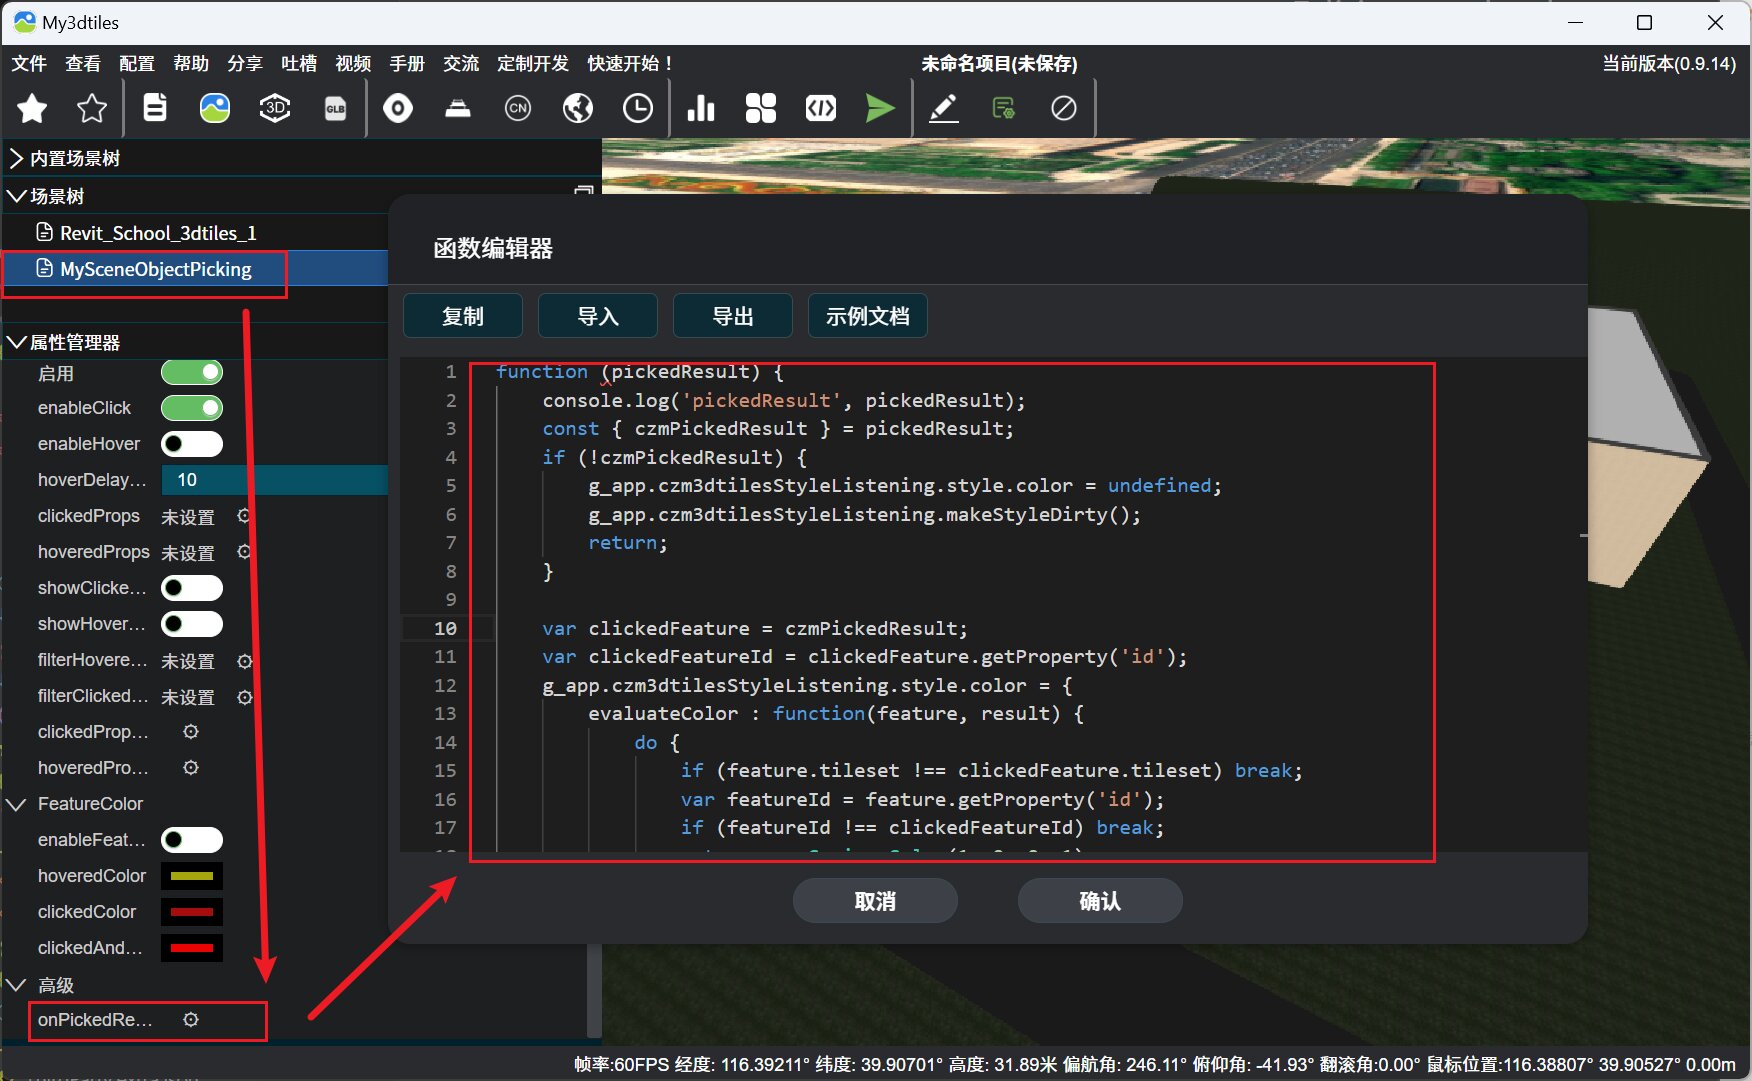 My3dtiles
文件 查看 配置 帮助 分享 吐槽 视频 手册 交流 定制开发 快速开始！ 未命名项目(未保存) 当前版本(0.9.14)
3D GLB CN
内置场景树
场景树
Revit_School_3dtiles_1
MySceneObjectPicking
属性管理器
启用
enableClick
enableHover
hoverDelay... 10
clickedProps 未设置
hoveredProps 未设置
showClicke...
showHover...
filterHovere... 未设置
filterClicked... 未设置
clickedProp...
hoveredPro...
FeatureColor
enableFeat...
hoveredColor
clickedColor
clickedAnd...
高级
onPickedRe...
函数编辑器
复制 导入 导出 示例文档
1 function (pickedResult) {
2 console.log('pickedResult', pickedResult);
3 const { czmPickedResult } = pickedResult;
4 if (!czmPickedResult) {
5 g_app.czm3dtilesStyleListening.style.color = undefined;
6 g_app.czm3dtilesStyleListening.makeStyleDirty();
7 return;
8 }
9
10 var clickedFeature = czmPickedResult;
11 var clickedFeatureId = clickedFeature.getProperty('id');
12 g_app.czm3dtilesStyleListening.style.color = {
13 evaluateColor : function(feature, result) {
14 do {
15 if (feature.tileset !== clickedFeature.tileset) break;
16 var featureId = feature.getProperty('id');
17 if (featureId !== clickedFeatureId) break;
取消 确认
帧率:60FPS 经度: 116.39211° 纬度: 39.90701° 高度: 31.89米 偏航角: 246.11° 俯仰角: -41.93° 翻滚角:0.00° 鼠标位置:116.38807° 39.90527° 0.00m